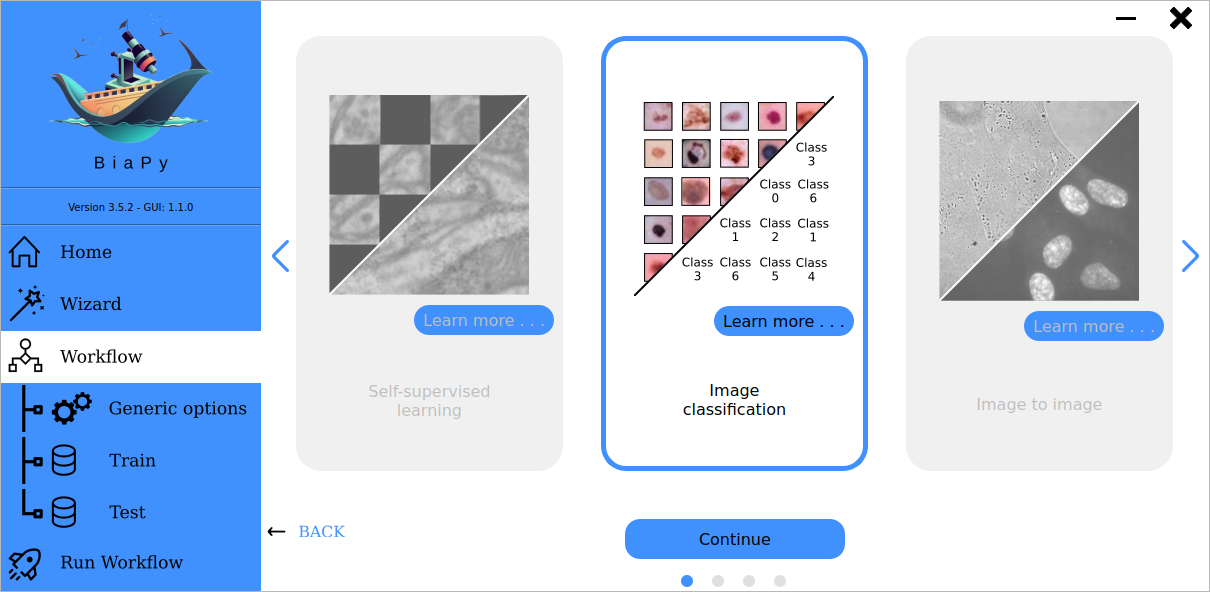 BiaPy
Version 3.5.2 - GUI: 1.1.0
Home
Wizard
Workflow
Generic options
Train
Test
Run Workflow
Learn more . . .
Self-supervised
learning
Class
3
Class
0
Class
6
Class
1
Class
2
Class
1
Class
3
Class
6
Class
5
Class
4
Learn more . . .
Image
classification
Learn more . . .
Image to image
BACK
Continue